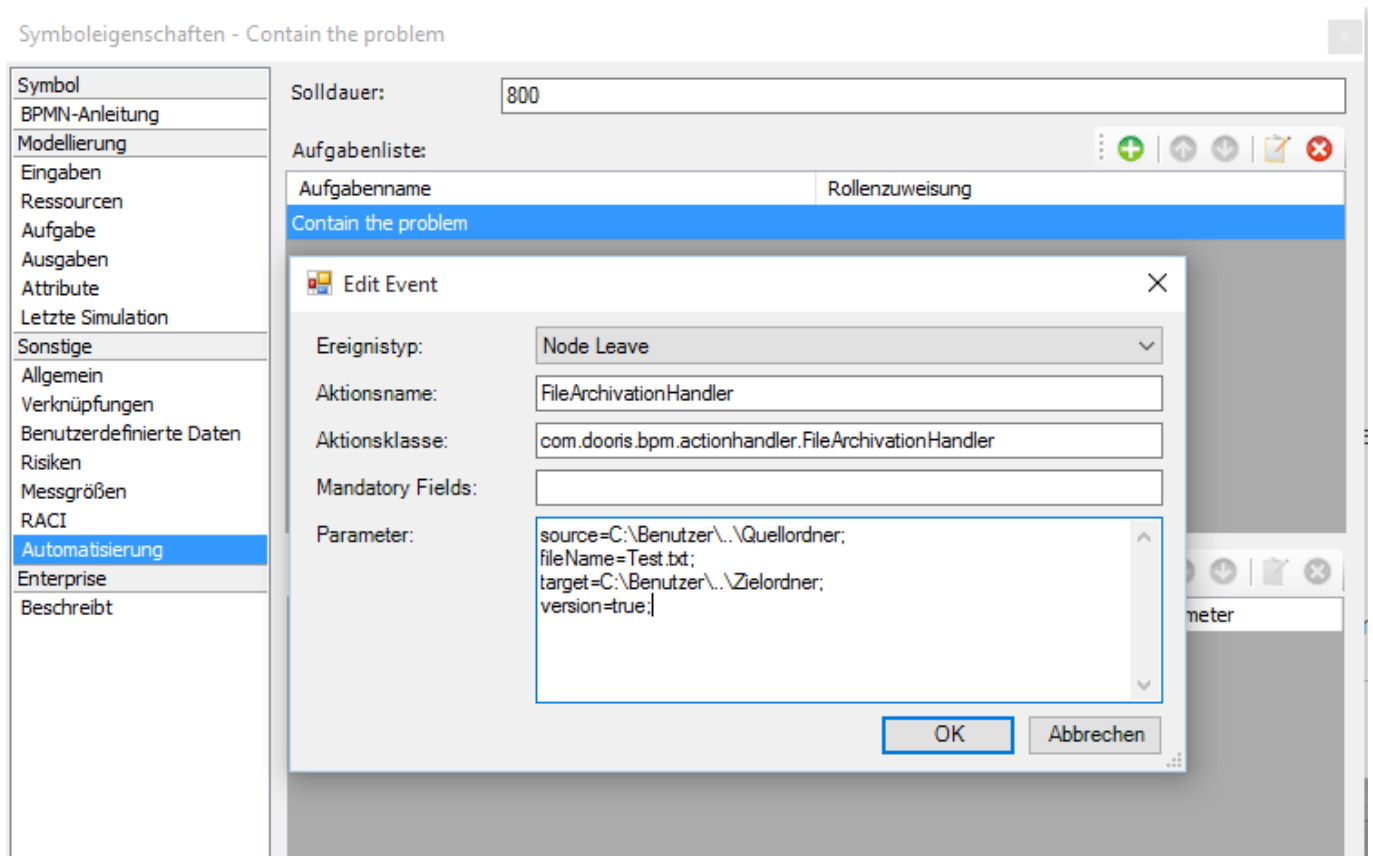 Symboleigenschaften - Contain the problem
x
Symbol
BPMN-Anleitung
Modellierung
Eingaben
Ressourcen
Aufgabe
Ausgaben
Attribute
Letzte Simulation
Sonstige
Allgemein
Verknüpfungen
Benutzerdefinierte Daten
Risiken
Messgrößen
RACI
Automatisierung
Enterprise
Beschreibt
Solldauer: 800
Aufgabenliste:
Aufgabenname Rollenzuweisung
Contain the problem
Edit Event
Ereignistyp: Node Leave
Aktionsname: FileArchivationHandler
Aktionsklasse: com.dooris.bpm.actionhandler.FileArchivationHandler
Mandatory Fields:
Parameter: source=C:\Benutzer\..\Quellordner;
fileName=Test.txt;
target=C:\Benutzer\..\Zielordner;
version=true;
meter
OK Abbrechen